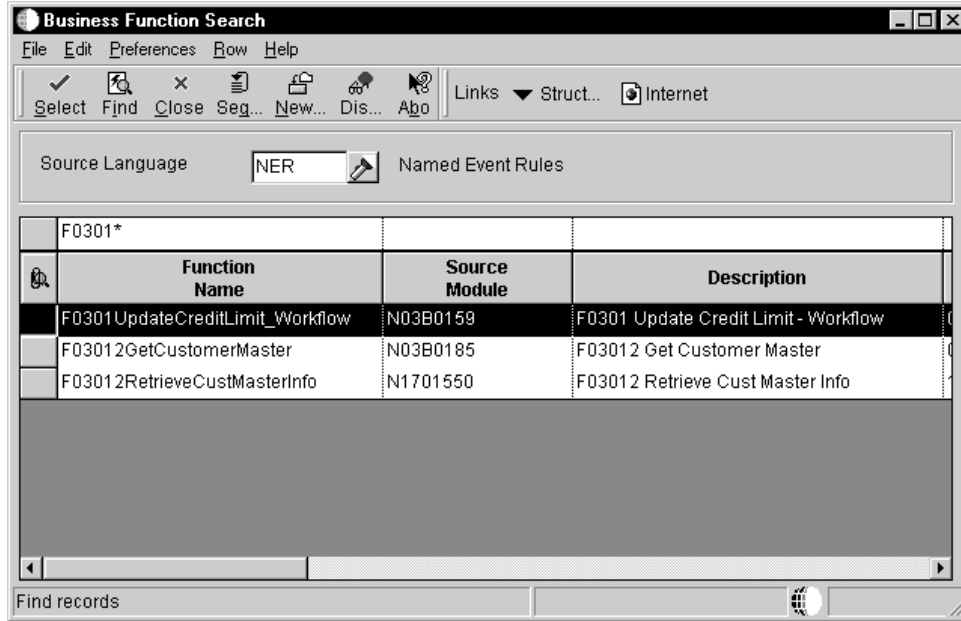 Business Function Search
File Edit Preferences Row Help
Select Find Close Seq... New... Dis... Abo Links Struct... Internet
Source Language NER Named Event Rules
F0301*
Function Name Source Module Description
F0301UpdateCreditLimit_Workflow N03B0159 F0301 Update Credit Limit - Workflow
F03012GetCustomerMaster N03B0185 F03012 Get Customer Master
F03012RetrieveCustMasterInfo N1701550 F03012 Retrieve Cust Master Info
Find records